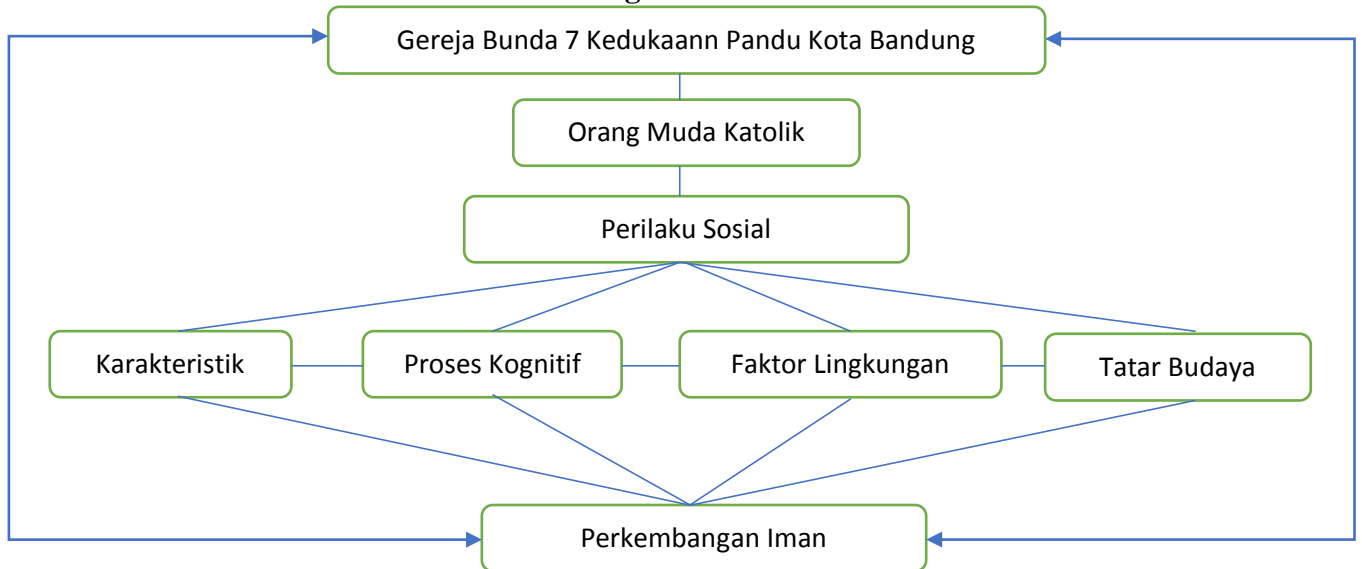 Gereja Bunda 7 Kedukaann Pandu Kota Bandung
Orang Muda Katolik
Perilaku Sosial
Karakteristik
Proses Kognitif
Faktor Lingkungan
Tatar Budaya
Perkembangan Iman